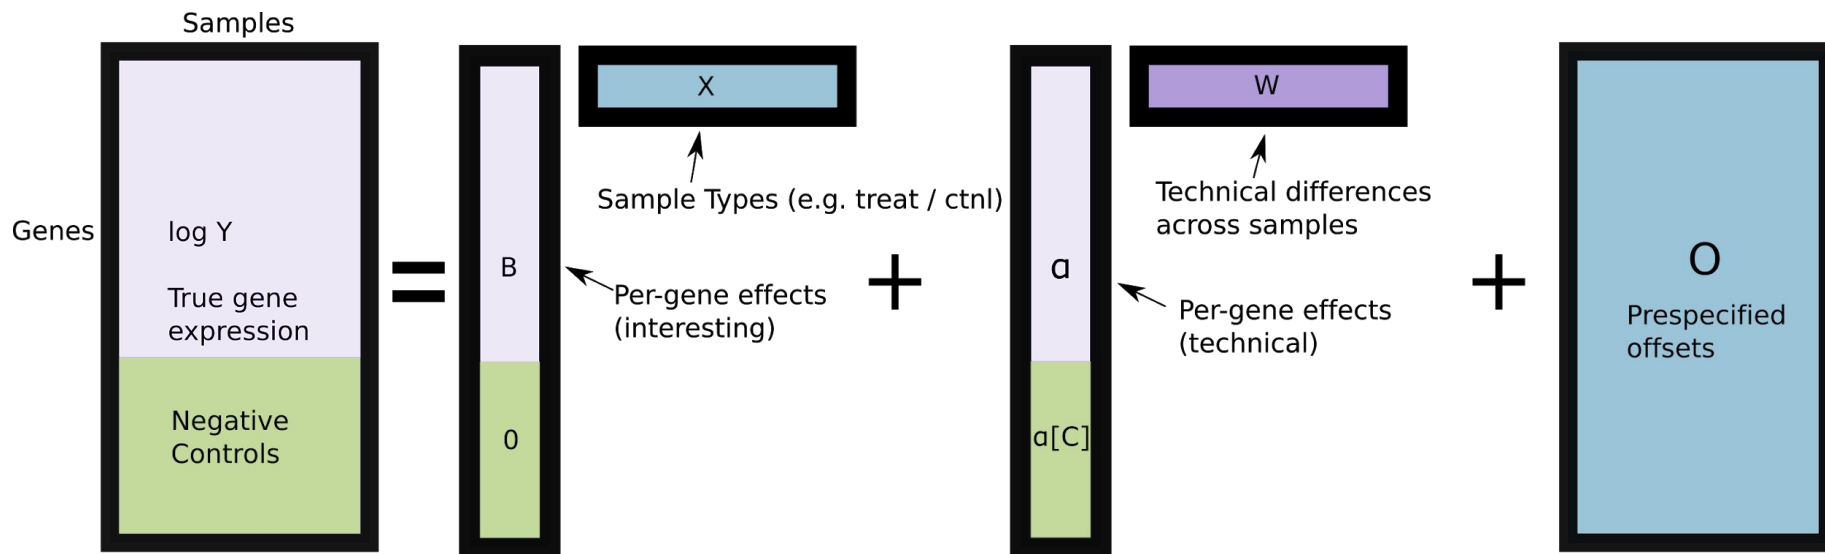 Samples
Genes
log Y
True gene
expression
Negative
Controls
=
B
0
X
Sample Types (e.g. treat / ctnl)
Per-gene effects
(interesting)
+
ɑ
ɑ[C]
W
Technical differences
across samples
Per-gene effects
(technical)
+
O
Prespecified
offsets